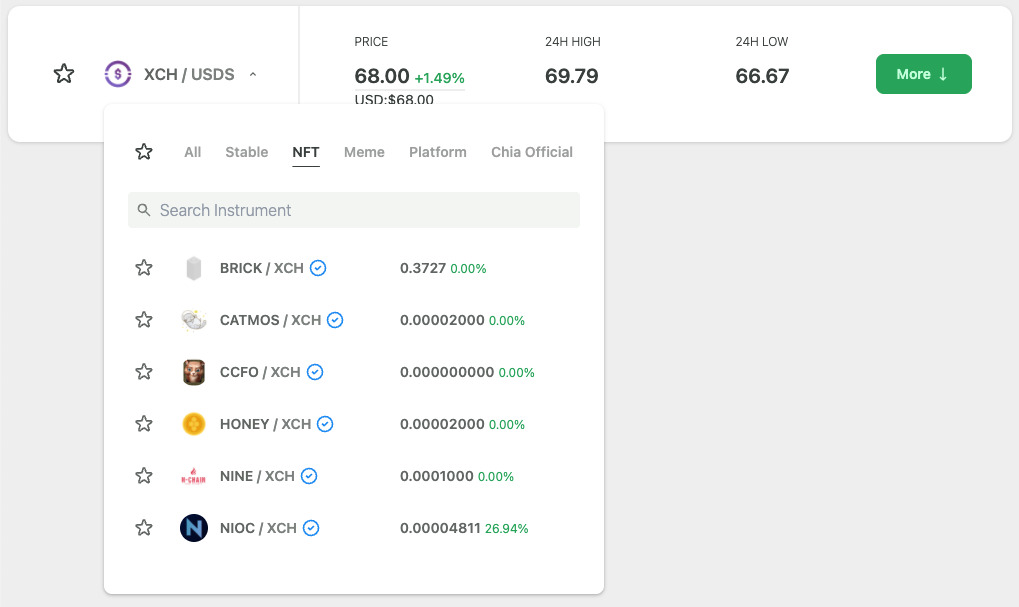 PRICE 24H HIGH 24H LOW
XCH / USDS 68.00 +1.49% 69.79 66.67 More ↓
USD:$68.00
All Stable NFT Meme Platform Chia Official
Search Instrument
BRICK / XCH 0.3727 0.00%
CATMOS / XCH 0.00002000 0.00%
CCFO / XCH 0.000000000 0.00%
HONEY / XCH 0.00002000 0.00%
N-CHAIN NINE / XCH 0.0001000 0.00%
N NIOC / XCH 0.00004811 26.94%